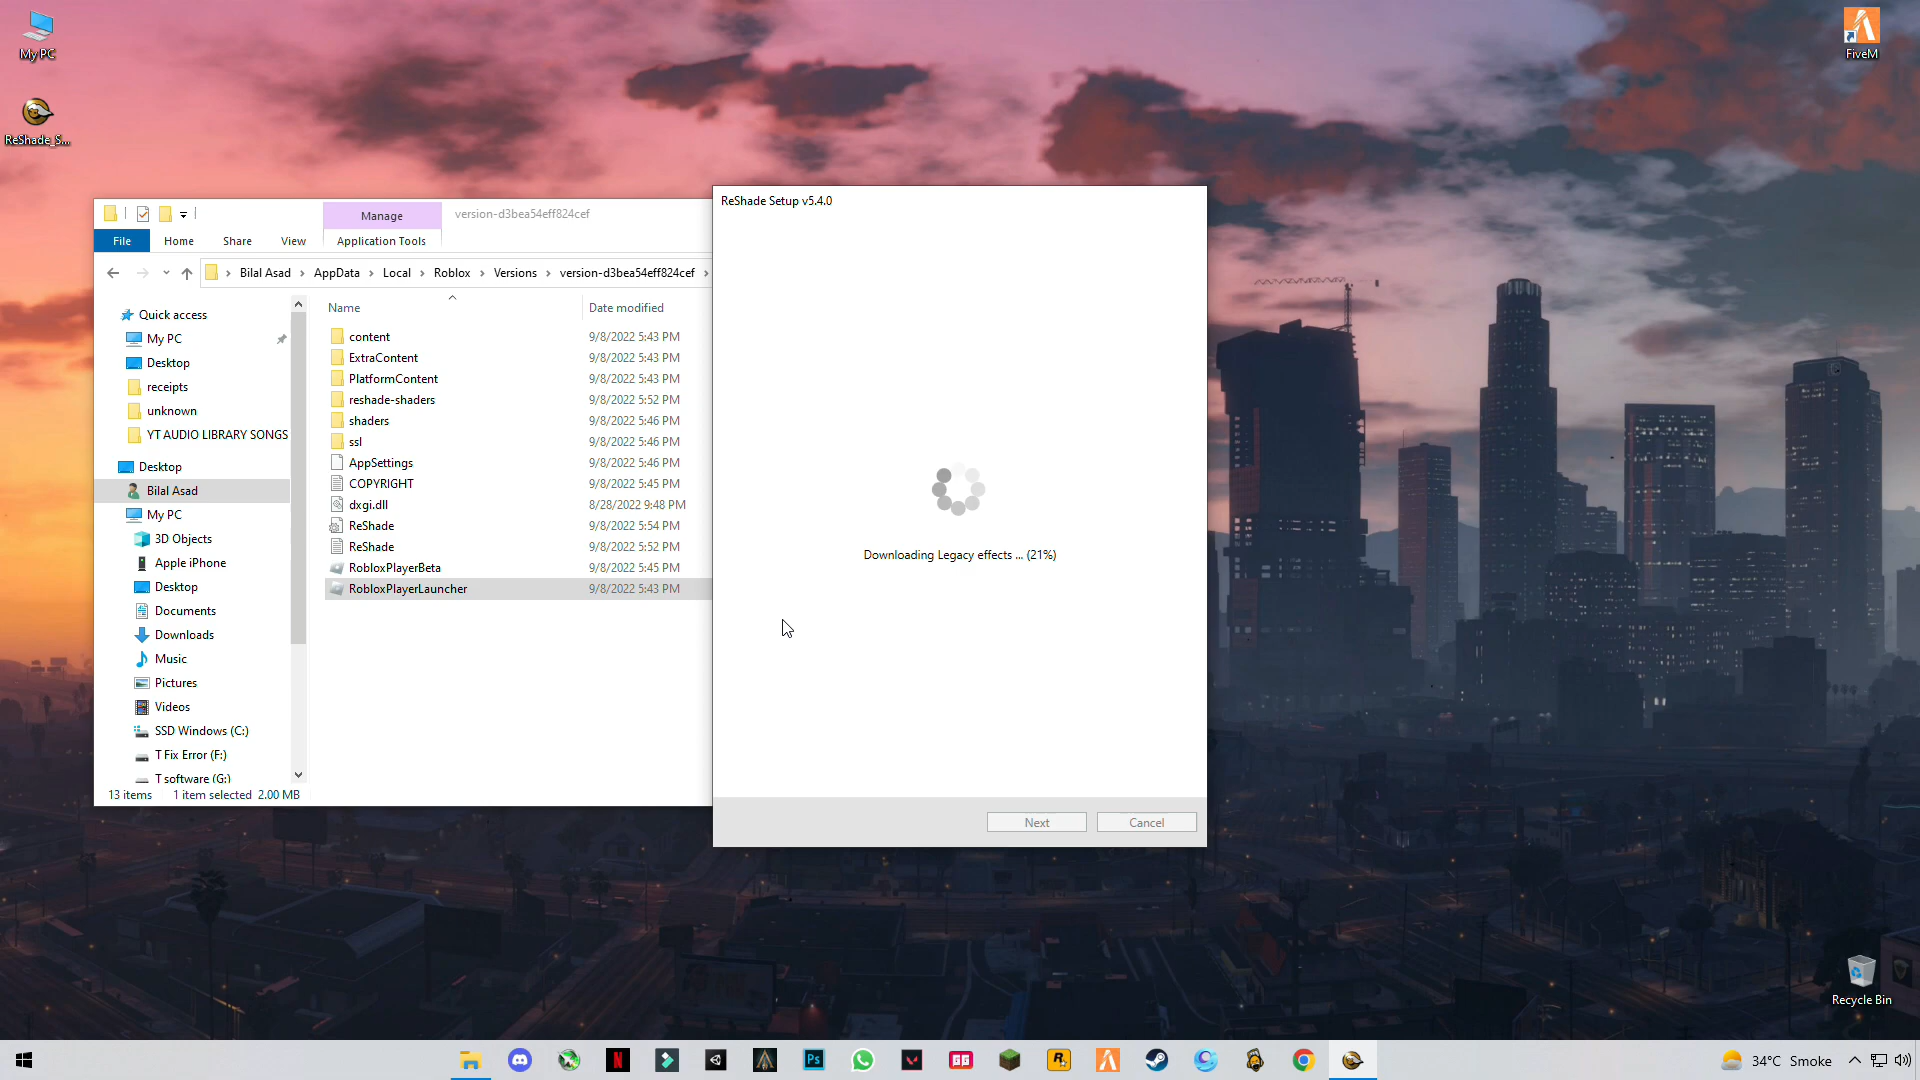 My PC
ReShade_S...
FiveM
Manage
version-d3bea54eff824cef
File
Home
Share
View
Application Tools
Bilal Asad
AppData
Local
Roblox
Versions
version-d3bea54eff824cef
Quick access
My PC
Desktop
receipts
unknown
YT AUDIO LIBRARY SONGS
Desktop
Bilal Asad
My PC
3D Objects
Apple iPhone
Desktop
Documents
Downloads
Music
Pictures
Videos
SSD Windows (C:)
T Fix Error (F:)
T software (G:)
Name Date modified
content 9/8/2022 5:43 PM
ExtraContent 9/8/2022 5:43 PM
PlatformContent 9/8/2022 5:43 PM
reshade-shaders 9/8/2022 5:52 PM
shaders 9/8/2022 5:46 PM
ssl 9/8/2022 5:46 PM
AppSettings 9/8/2022 5:46 PM
COPYRIGHT 9/8/2022 5:45 PM
dxgi.dll 8/28/2022 9:48 PM
ReShade 9/8/2022 5:54 PM
ReShade 9/8/2022 5:52 PM
RobloxPlayerBeta 9/8/2022 5:45 PM
RobloxPlayerLauncher 9/8/2022 5:43 PM
13 items 1 item selected 2.00 MB
ReShade Setup v5.4.0
Downloading Legacy effects ... (21%)
Next
Cancel
Recycle Bin
34°C Smoke